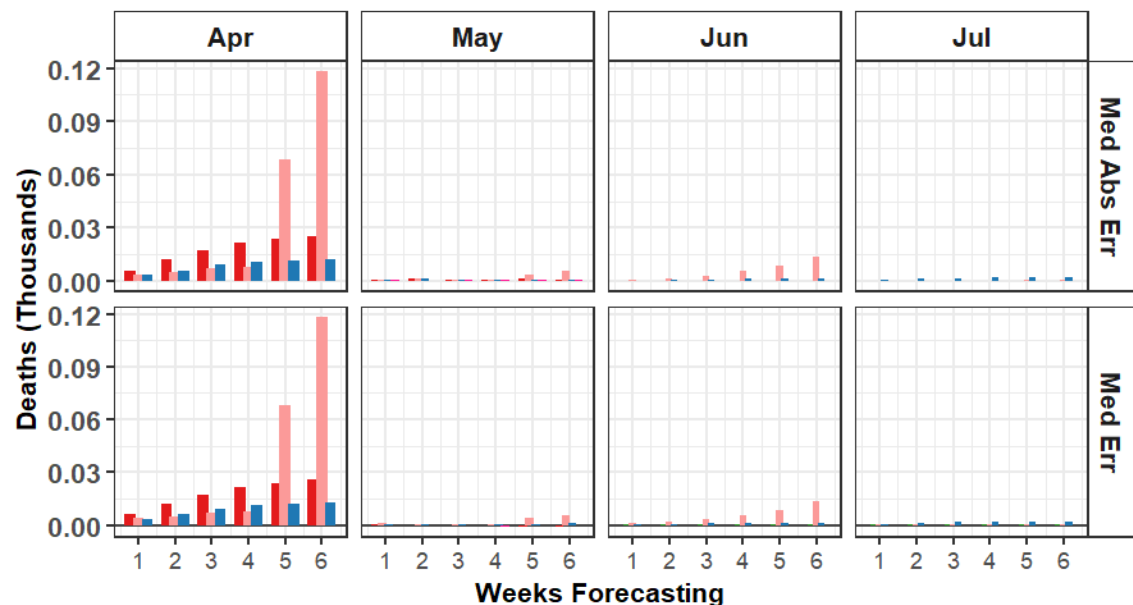 Apr May Jun Jul
0.12
0.09
0.06
0.03
0.00
Med Abs Err
Deaths (Thousands)
0.12
0.09
0.06
0.03
0.00
Med Err
1 2 3 4 5 6 1 2 3 4 5 6 1 2 3 4 5 6 1 2 3 4 5 6
Weeks Forecasting